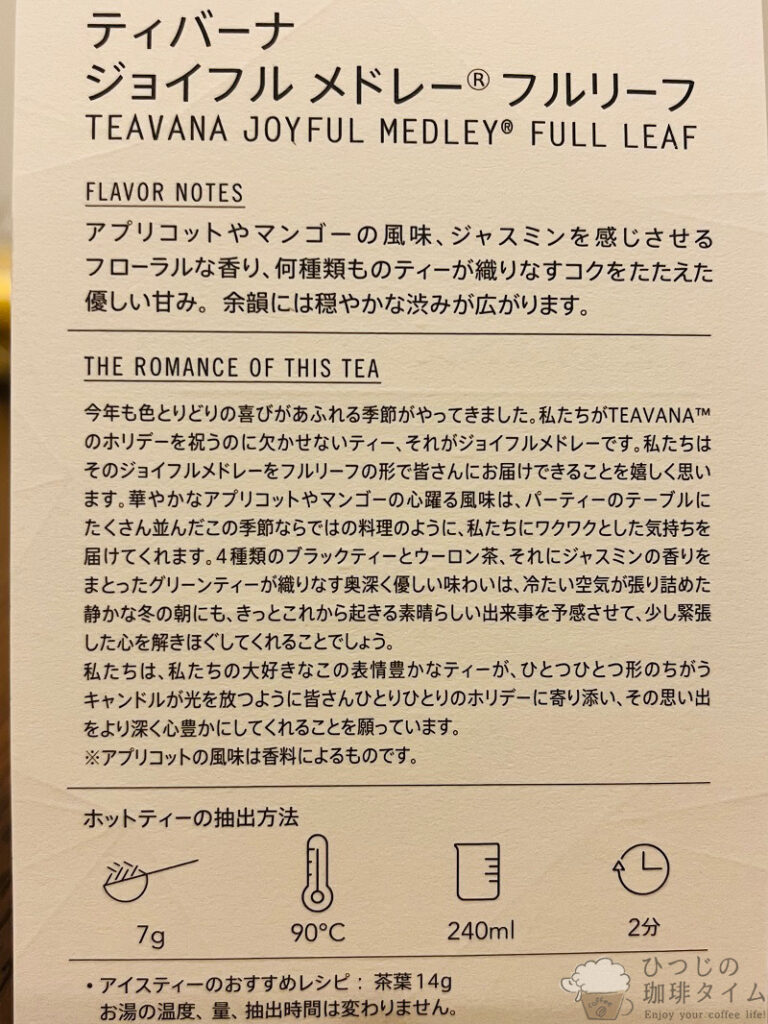 ティバーナ
ジョイフル メドレー® フルリーフ
TEAVANA JOYFUL MEDLEY® FULL LEAF
FLAVOR NOTES
アプリコットやマンゴーの風味、ジャスミンを感じさせる
フローラルな香り、何種類ものティーが織りなすコクをたたえた
優しい甘み。余韻には穏やかな渋みが広がります。
THE ROMANCE OF THIS TEA
今年も色とりどりの喜びがあふれる季節がやってきました。私たちがTEAVANA™
のホリデーを祝うのに欠かせないティー、それがジョイフルメドレーです。私たちは
そのジョイフルメドレーをフルリーフの形で皆さんにお届けできることを嬉しく思い
ます。華やかなアプリコットやマンゴーの心躍る風味は、パーティーのテーブルに
たくさん並んだこの季節ならではの料理のように、私たちにワクワクとした気持ちを
届けてくれます。4種類のブラックティーとウーロン茶、それにジャスミンの香りを
まとったグリーンティーが織りなす奥深く優しい味わいは、冷たい空気が張り詰めた
静かな冬の朝にも、きっとこれから起きる素晴らしい出来事を予感させて、少し緊張
した心を解きほぐしてくれることでしょう。
私たちは、私たちの大好きなこの表情豊かなティーが、ひとつひとつ形のちがう
キャンドルが光を放つように皆さんひとりひとりのホリデーに寄り添い、その思い出
をより深く心豊かにしてくれることを願っています。
※アプリコットの風味は香料によるものです。
ホットティーの抽出方法
7g 90°C 240ml 2分
・アイスティーのおすすめレシピ：茶葉14g
お湯の温度、量、抽出時間は変わりません。
ひつじの
珈琲タイム
coffee
Enjoy your coffee life!